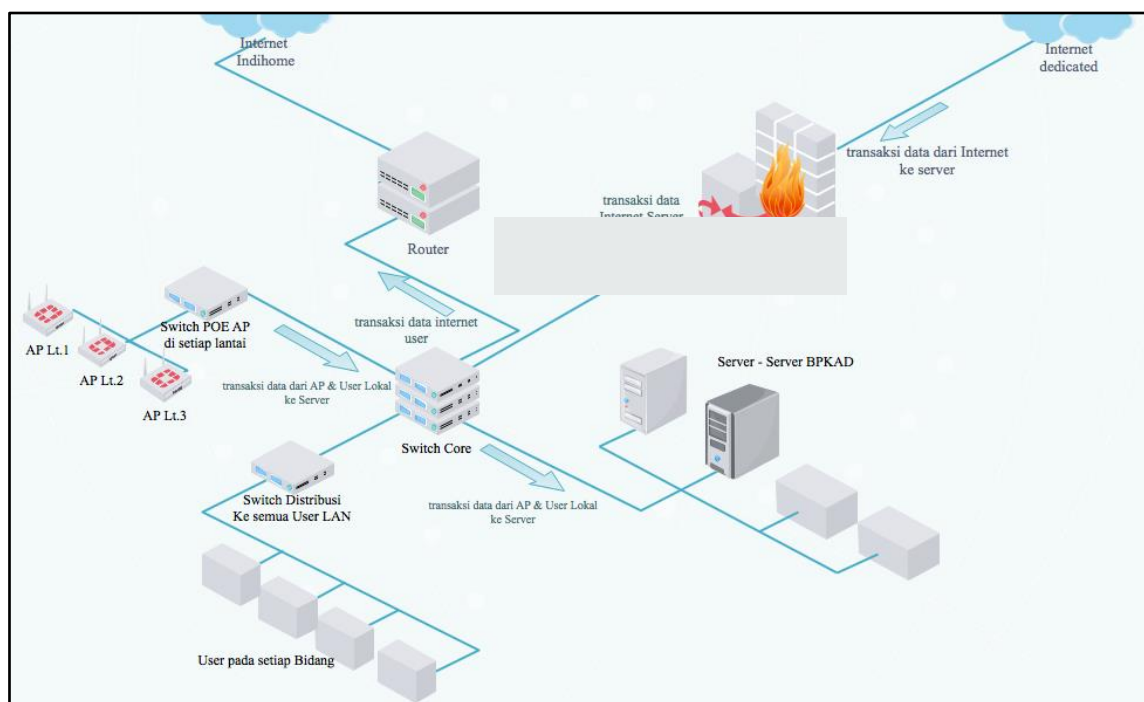 Internet
Indihome
Internet
dedicated
transaksi data dari Internet
ke server
transaksi data
Internet Server
Router
transaksi data internet
user
Switch POE AP
di setiap lantai
AP Lt.1
AP Lt.2
AP Lt.3
transaksi data dari AP & User Lokal
ke Server
Server - Server BPKAD
Switch Core
Switch Distribusi
Ke semua User LAN
transaksi data dari AP & User Lokal
ke Server
User pada setiap Bidang